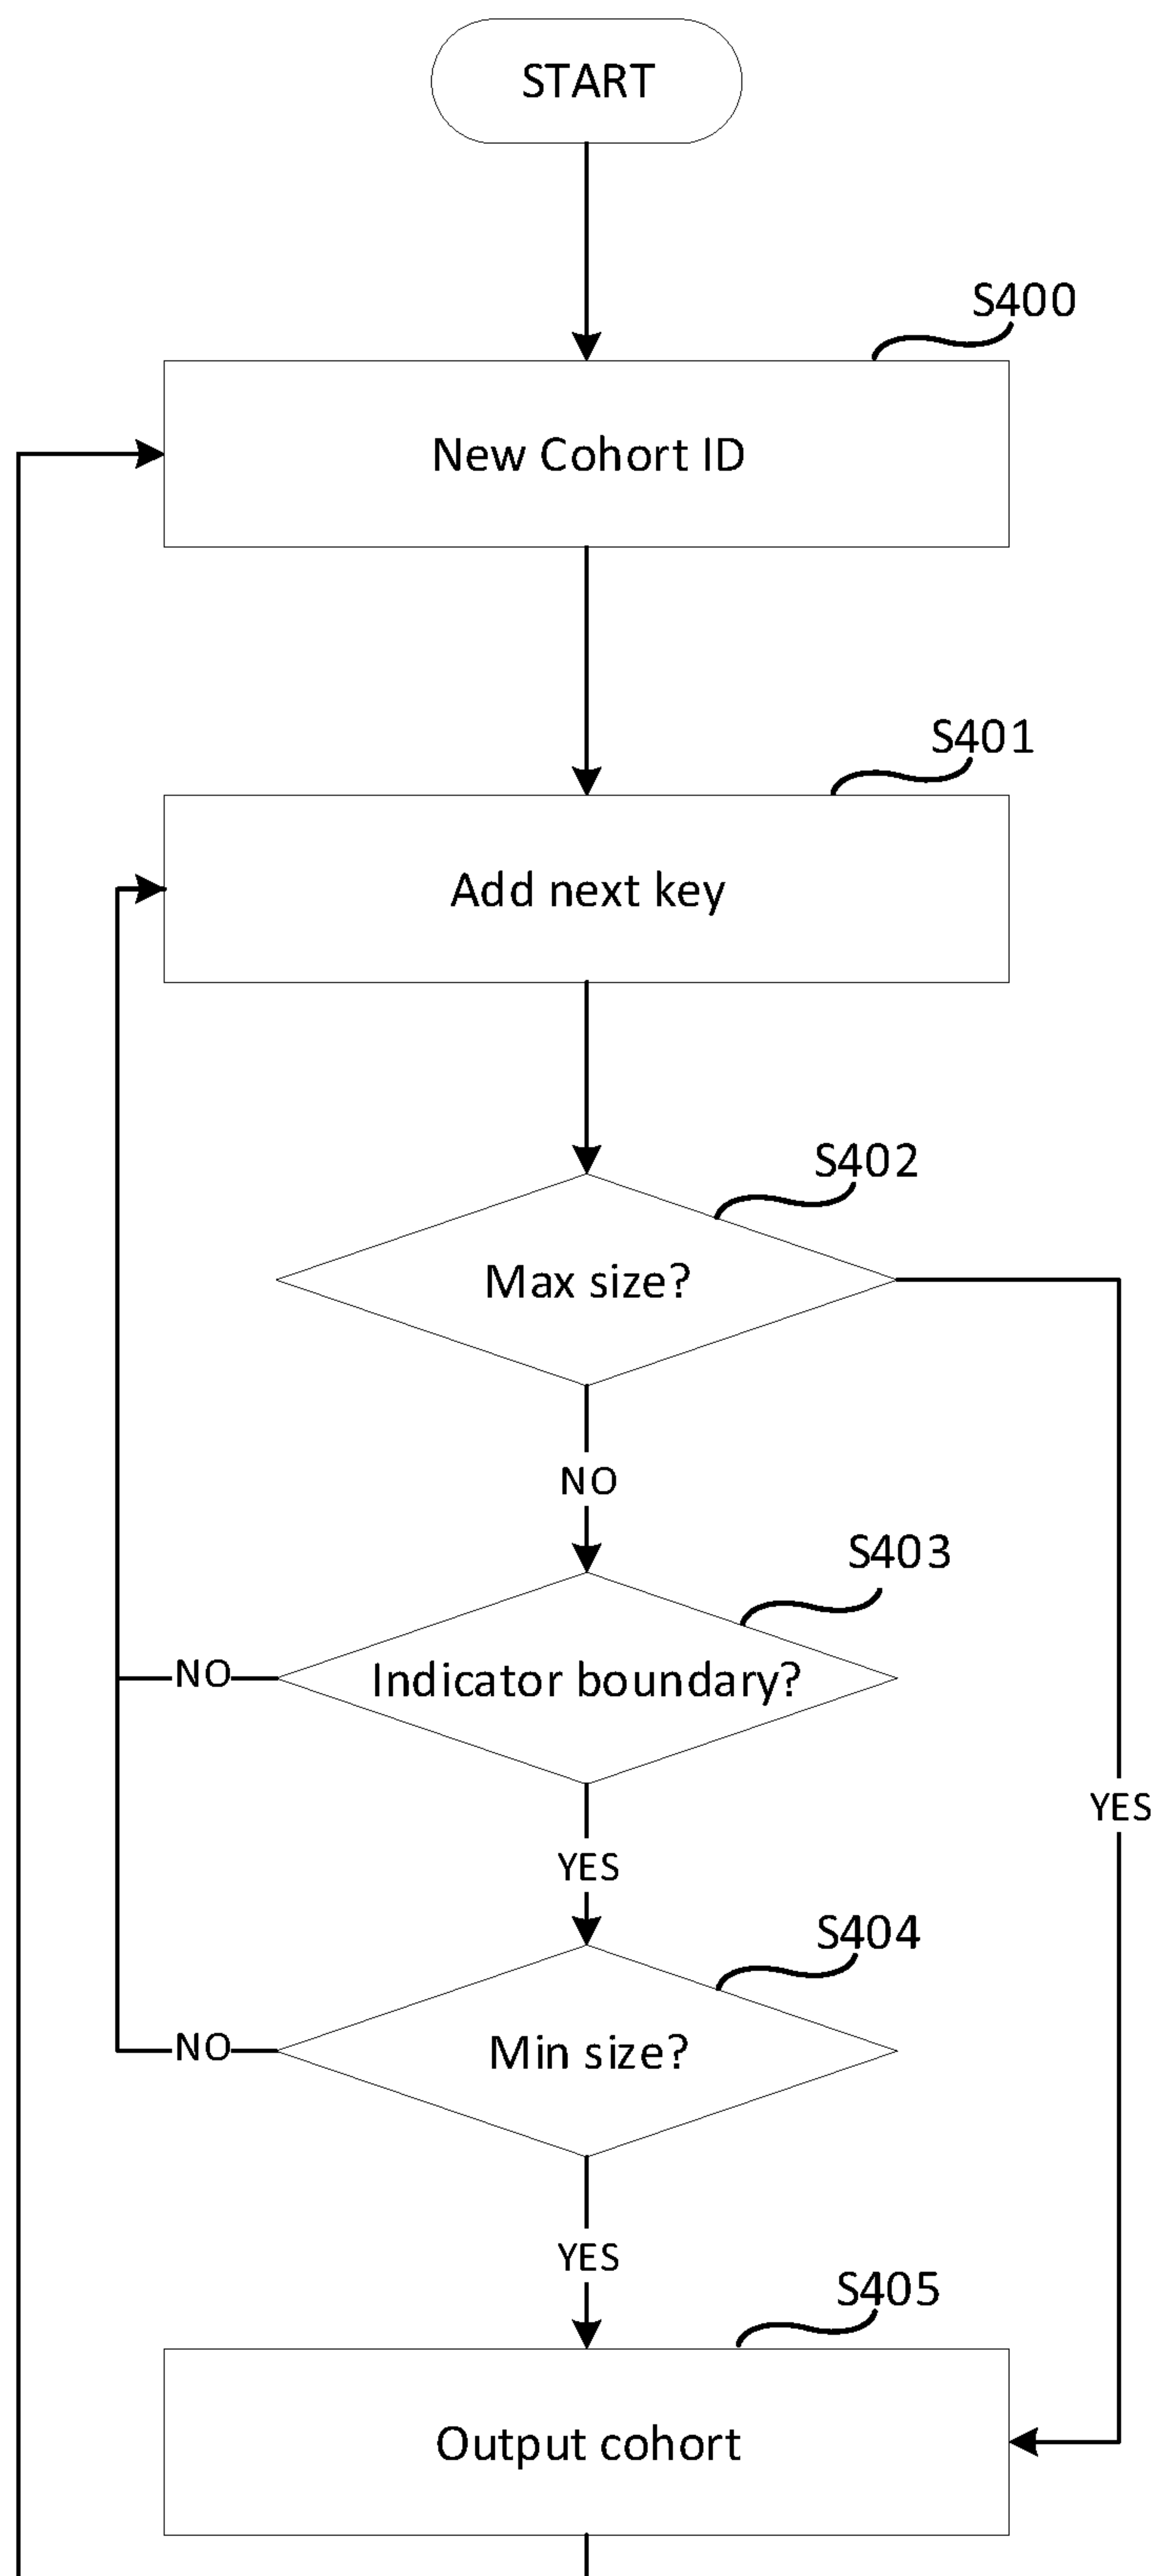 START
S400
New Cohort ID
S401
Add next key
S402
Max size?
NO
S403
NO
Indicator boundary?
YES
YES
S404
NO
Min size?
YES
S405
Output cohort